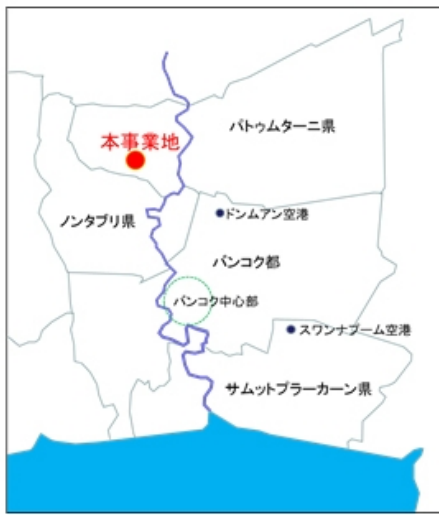 パトゥムターニ県
本事業地
ドンムアン空港
ノンタブリ県
バンコク都
バンコク中心部
スワンナプーム空港
サムットプラーカーン県